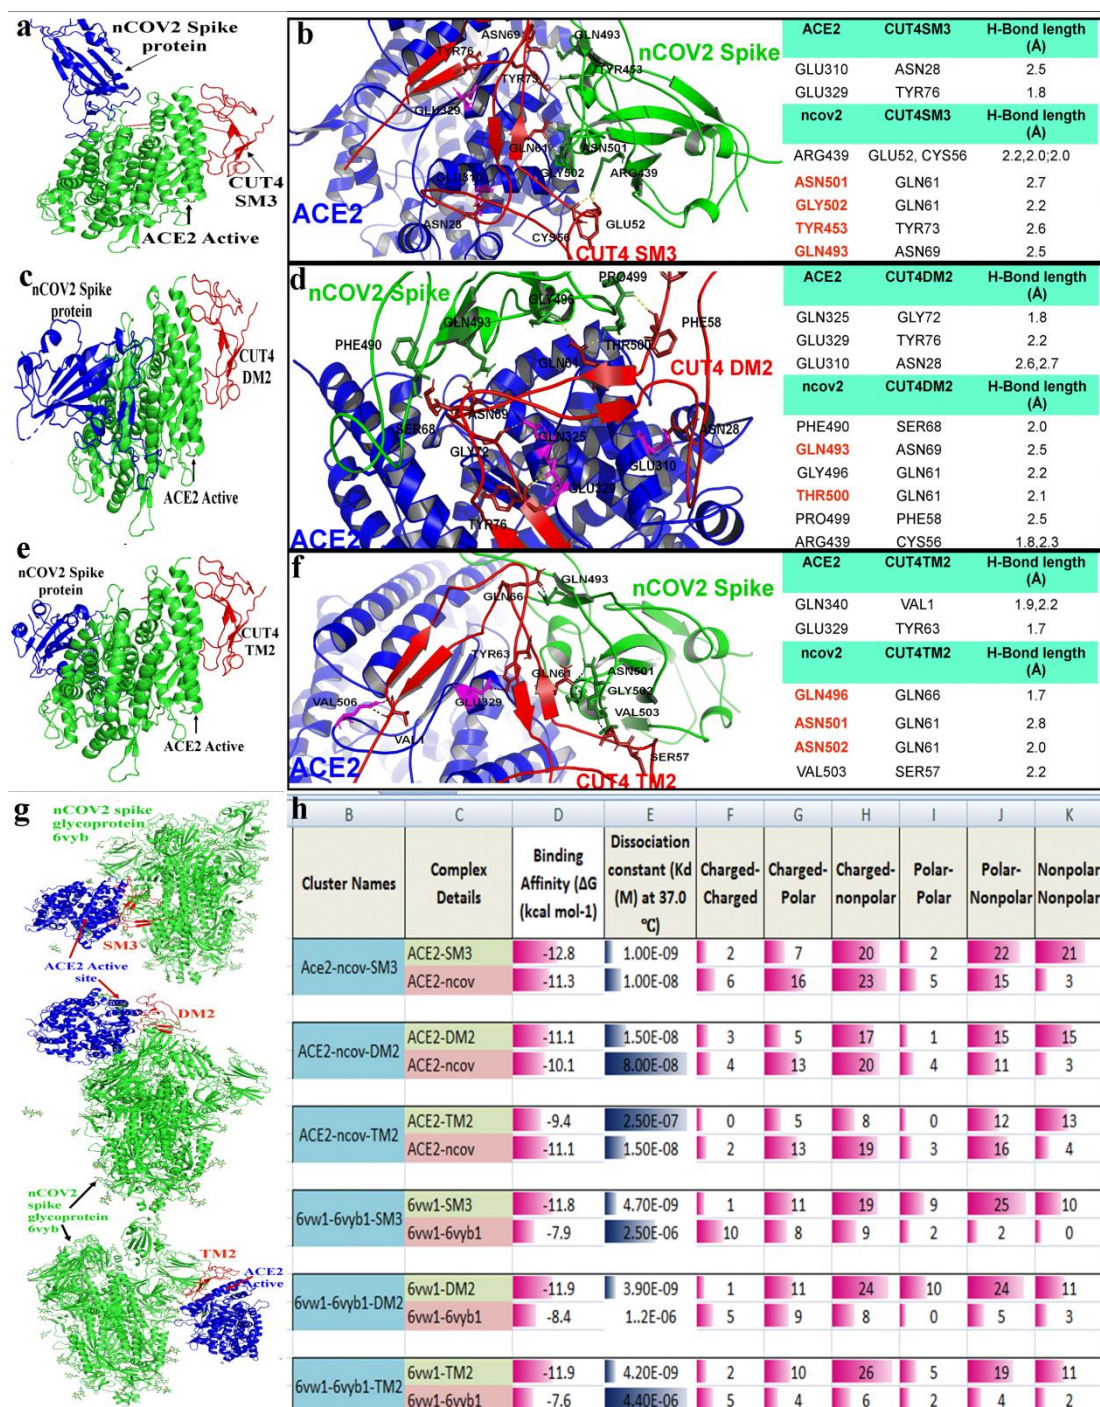 a
nCOV2 Spike
protein
CUT4
SM3
ACE2 Active
b
ASN69
GLN493
nCOV2 Spike
TYR76
TYR453
TYR73
GLU329
GLN61
ASN501
GLY502
ARG439
GLU310
ACE2
ASN28
GLU52
CYS56
CUT4 SM3
ACE2 CUT4SM3 H-Bond length
(Å)
GLU310 ASN28 2.5
GLU329 TYR76 1.8
ncov2 CUT4SM3 H-Bond length
(Å)
ARG439 GLU52, CYS56 2.2,2.0;2.0
ASN501 GLN61 2.7
GLY502 GLN61 2.2
TYR453 TYR73 2.6
GLN493 ASN69 2.5
c
nCOV2 Spike
protein
CUT4
DM2
ACE2 Active
d
PRO499
nCOV2 Spike
GLY496
GLN493
PHE58
PHE490
THR500
GLN61
CUT4 DM2
ASN69
SER68
ASN28
GLN325
GLY72
GLU310
GLU329
TYR76
ACE2
ACE2 CUT4DM2 H-Bond length
(Å)
GLN325 GLY72 1.8
GLU329 TYR76 2.2
GLU310 ASN28 2.6,2.7
ncov2 CUT4DM2 H-Bond length
(Å)
PHE490 SER68 2.0
GLN493 ASN69 2.5
GLY496 GLN61 2.2
THR500 GLN61 2.1
PRO499 PHE58 2.5
ARG439 CYS56 1.8,2.3
e
nCOV2 Spike
protein
CUT4
TM2
ACE2 Active
f
GLN493
nCOV2 Spike
GLN66
TYR63
GLN61
ASN501
GLY502
VAL506
GLU329
VAL503
VAL1
SER57
ACE2
CUT4 TM2
ACE2 CUT4TM2 H-Bond length
(Å)
GLN340 VAL1 1.9,2.2
GLU329 TYR63 1.7
ncov2 CUT4TM2 H-Bond length
(Å)
GLN496 GLN66 1.7
ASN501 GLN61 2.8
ASN502 GLN61 2.0
VAL503 SER57 2.2
g
nCOV2 spike
glycoprotein
6vyb
SM3
ACE2 Active
site
DM2
nCOV2
spike
glycoprotein
6vyb
TM2
ACE2
Active
h
B C D E F G H I J K
Cluster Names Complex Details Binding Affinity (ΔG (kcal mol-1) Dissociation constant (Kd (M) at 37.0 °C) Charged-Charged Charged-Polar Charged-nonpolar Polar-Polar Polar-Nonpolar Nonpolar Nonpolar
Ace2-ncov-SM3 ACE2-SM3 -12.8 1.00E-09 2 7 20 2 22 21
ACE2-ncov -11.3 1.00E-08 6 16 23 5 15 3
ACE2-ncov-DM2 ACE2-DM2 -11.1 1.50E-08 3 5 17 1 15 15
ACE2-ncov -10.1 8.00E-08 4 13 20 4 11 3
ACE2-ncov-TM2 ACE2-TM2 -9.4 2.50E-07 0 5 8 0 12 13
ACE2-ncov -11.1 1.50E-08 2 13 19 3 16 4
6vw1-6vyb1-SM3 6vw1-SM3 -11.8 4.70E-09 1 11 19 9 25 10
6vw1-6vyb1 -7.9 2.50E-06 10 8 9 2 2 0
6vw1-6vyb1-DM2 6vw1-DM2 -11.9 3.90E-09 1 11 24 10 24 11
6vw1-6vyb1 -8.4 1..2E-06 5 9 8 0 5 3
6vw1-6vyb1-TM2 6vw1-TM2 -11.9 4.20E-09 2 10 26 5 19 11
6vw1-6vyb1 -7.6 4.40E-06 5 4 6 2 4 2